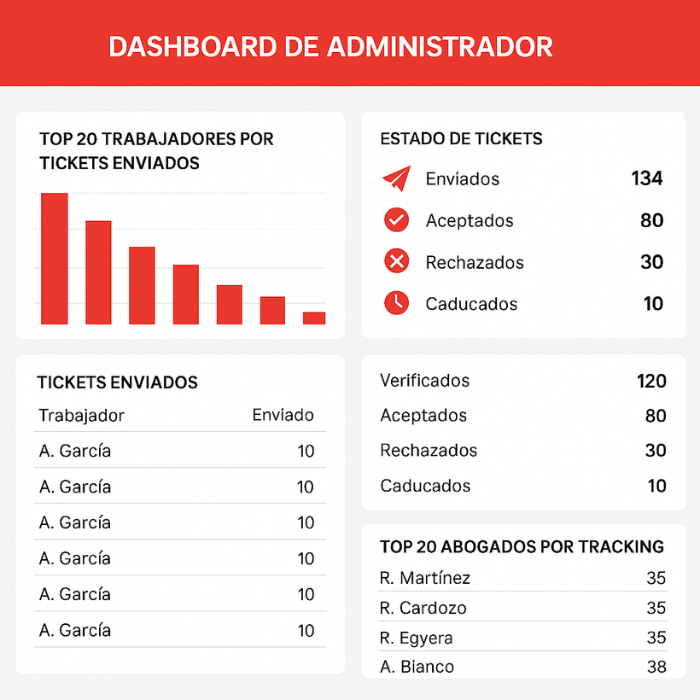 DASHBOARD DE ADMINISTRADOR
TOP 20 TRABAJADORES POR
TICKETS ENVIADOS
ESTADO DE TICKETS
Enviados 134
Aceptados 80
Rechazados 30
Caducados 10
TICKETS ENVIADOS
Trabajador Enviado
A. García 10
A. García 10
A. García 10
A. García 10
A. García 10
A. García 10
Verificados 120
Aceptados 80
Rechazados 30
Caducados 10
TOP 20 ABOGADOS POR TRACKING
R. Martínez 35
R. Cardozo 35
R. Egyera 35
A. Bianco 38